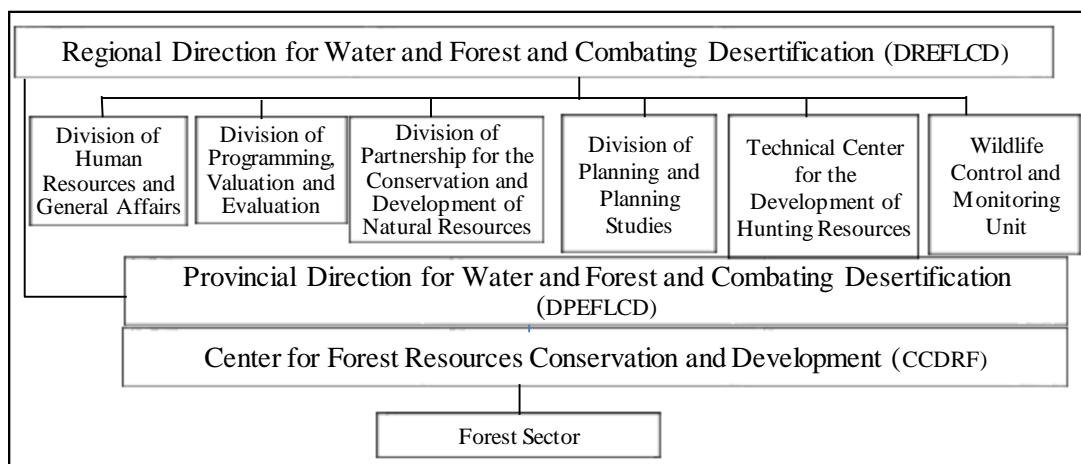 Regional Direction for Water and Forest and Combating Desertification (DREFLCD)
Division of
Human
Resources and
General Affairs
Division of
Programming,
Valuation and
Evaluation
Division of
Partnership for the
Conservation and
Development of
Natural Resources
Division of
Planning and
Planning
Studies
Technical Center
for the
Development of
Hunting Resources
Wildlife
Control and
Monitoring
Unit
Provincial Direction for Water and Forest and Combating Desertification
(DPEFLCD)
Center for Forest Resources Conservation and Development (CCDRF)
Forest Sector